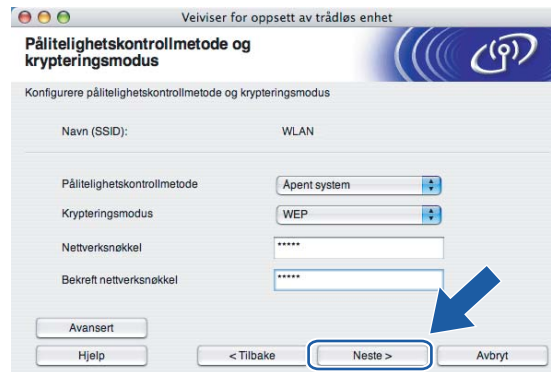 Veiviser for oppsett av trådløs enhet
Pålitelighetskontrollmetode og
krypteringsmodus
Konfigurere pålitelighetskontrollmetode og krypteringsmodus
Navn (SSID): WLAN
Pålitelighetskontrollmetode Åpent system
Krypteringsmodus WEP
Nettverksnøkkel *****
Bekreft nettverksnøkkel *****
Avansert
Hjelp < Tilbake Neste > Avbryt